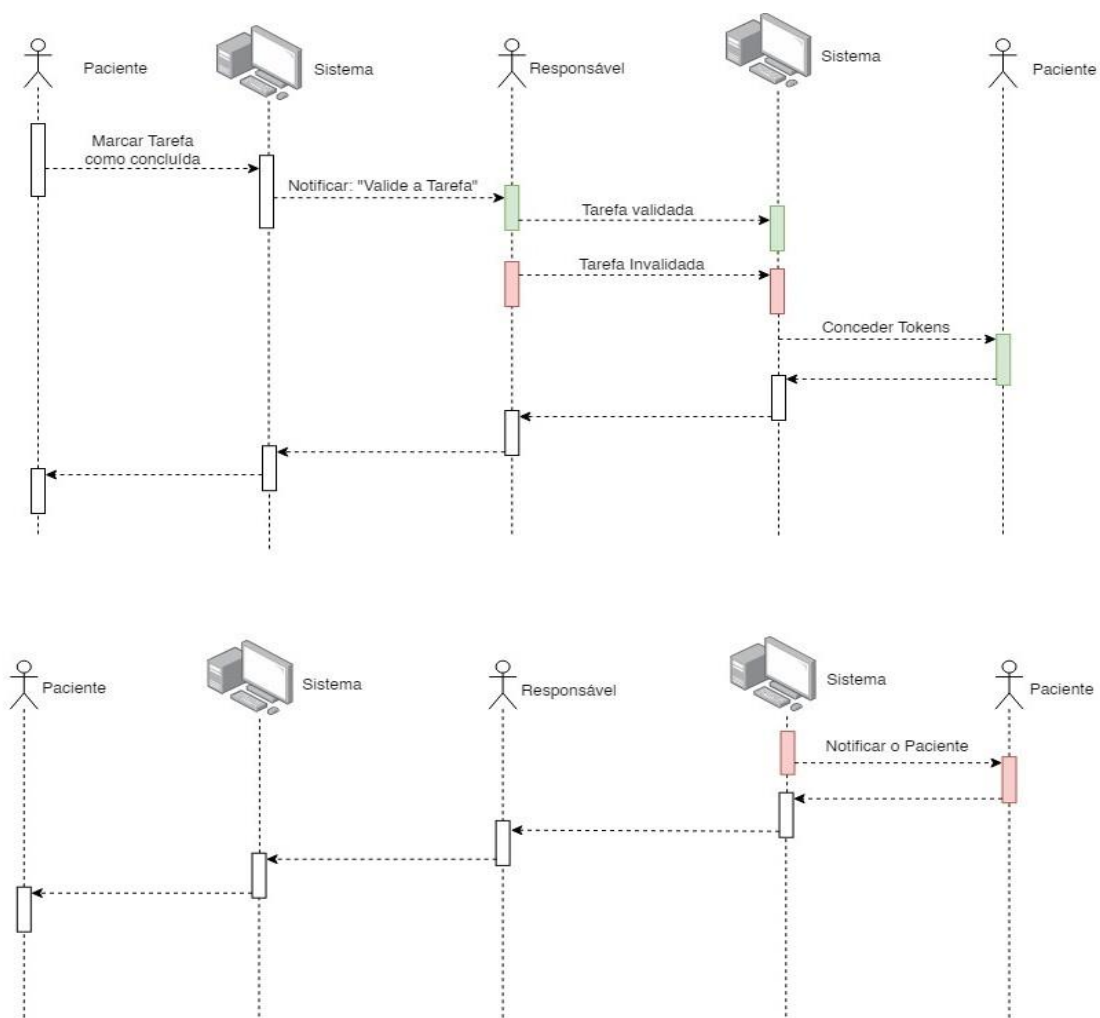 Paciente
Sistema
Responsável
Sistema
Paciente
Marcar Tarefa
como concluída
Notificar: "Valide a Tarefa"
Tarefa validada
Tarefa Invalidada
Conceder Tokens
Paciente
Sistema
Responsável
Sistema
Paciente
Notificar o Paciente